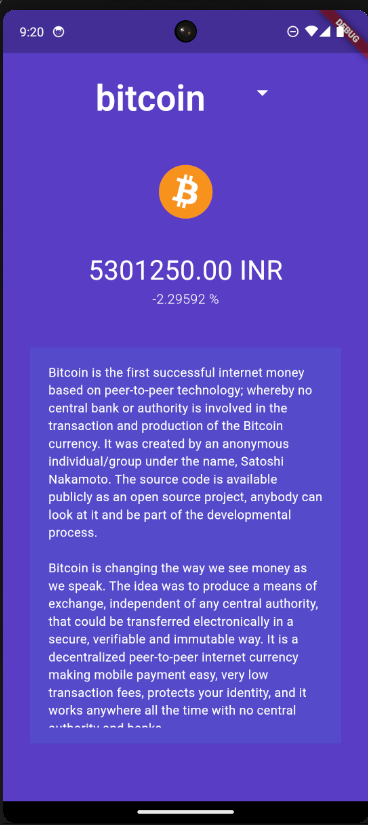 9:20
DEBUG
bitcoin
5301250.00 INR
-2.29592 %
Bitcoin is the first successful internet money
based on peer-to-peer technology; whereby no
central bank or authority is involved in the
transaction and production of the Bitcoin
currency. It was created by an anonymous
individual/group under the name, Satoshi
Nakamoto. The source code is available
publicly as an open source project, anybody can
look at it and be part of the developmental
process.
Bitcoin is changing the way we see money as
we speak. The idea was to produce a means of
exchange, independent of any central authority,
that could be transferred electronically in a
secure, verifiable and immutable way. It is a
decentralized peer-to-peer internet currency
making mobile payment easy, very low
transaction fees, protects your identity, and it
works anywhere all the time with no central
authority and banks.